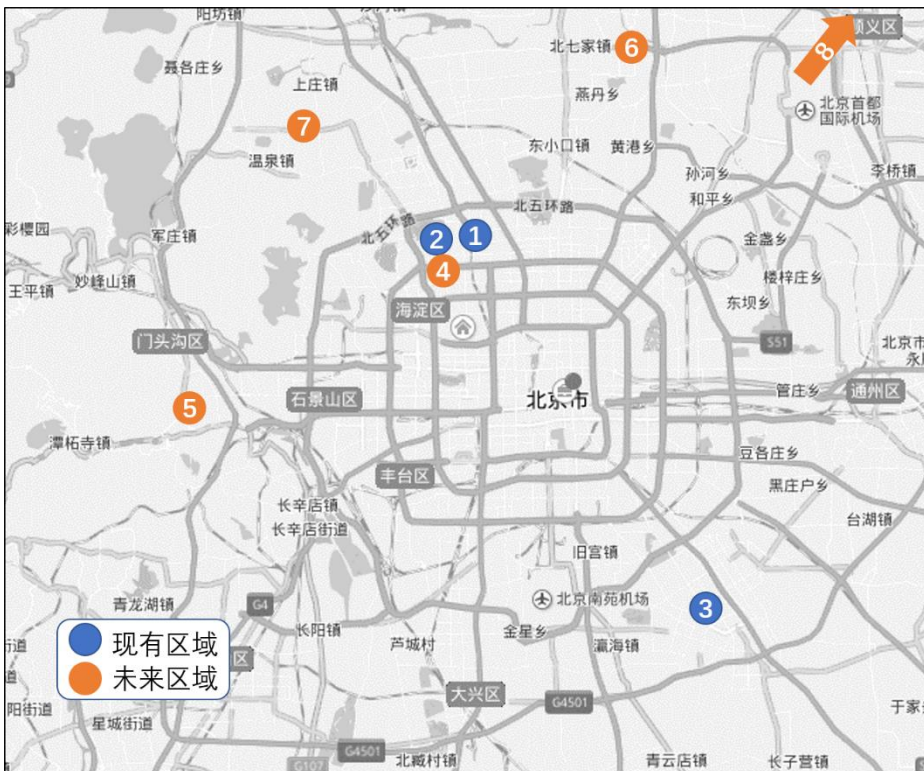 阳坊镇
北七家镇
6
8
顺义区
聂各庄乡
上庄镇
燕丹乡
北京首都
国际机场
7
温泉镇
东小口镇
黄港乡
孙河乡
李桥镇
和平乡
北五环路
北五环路
彩樱园
军庄镇
2
1
金盏乡
4
妙峰山镇
王平镇
楼梓庄乡
东坝乡
海淀区
门头沟区
S51
北京市
5
石景山区
北京市
管庄乡
通州区
潭柘寺镇
丰台区
豆各庄乡
黑庄户乡
长辛店镇
长辛店街道
台湖镇
旧宫镇
青龙湖镇
G4
北京南苑机场
3
长阳镇
金星乡
芦城村
瀛海镇
现有区域
未来区域
区
大兴区
G4501
阳街道
星城街道
于家
G4501
G107
北臧村镇
青云店镇
长子营镇